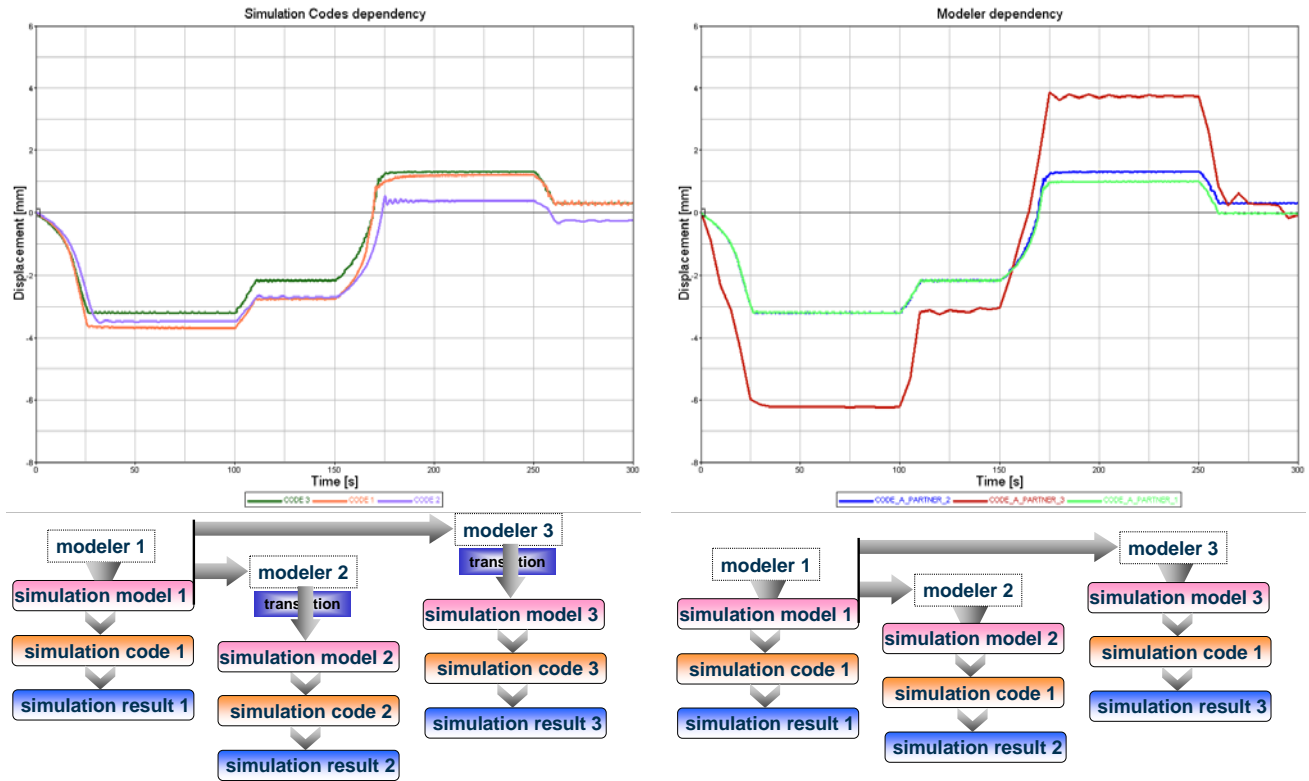 Simulation Codes dependency
6
4
2
0
-2
-4
-6
-8
Displacement [mm]
0 50 100 150 200 250 300
Time [s]
CODE 3 CODE 1 CODE 2
Modeler dependency
6
4
2
0
-2
-4
-6
-8
Displacement [mm]
0 50 100 150 200 250 300
Time [s]
CODE_A_PARTNER_2 CODE_A_PARTNER_3 CODE_A_PARTNER_1
modeler 1
simulation model 1
simulation code 1
simulation result 1
modeler 2
transition
simulation model 2
simulation code 2
simulation result 2
modeler 3
transition
simulation model 3
simulation code 3
simulation result 3
modeler 1
simulation model 1
simulation code 1
simulation result 1
modeler 2
simulation model 2
simulation code 1
simulation result 2
modeler 3
simulation model 3
simulation code 1
simulation result 3